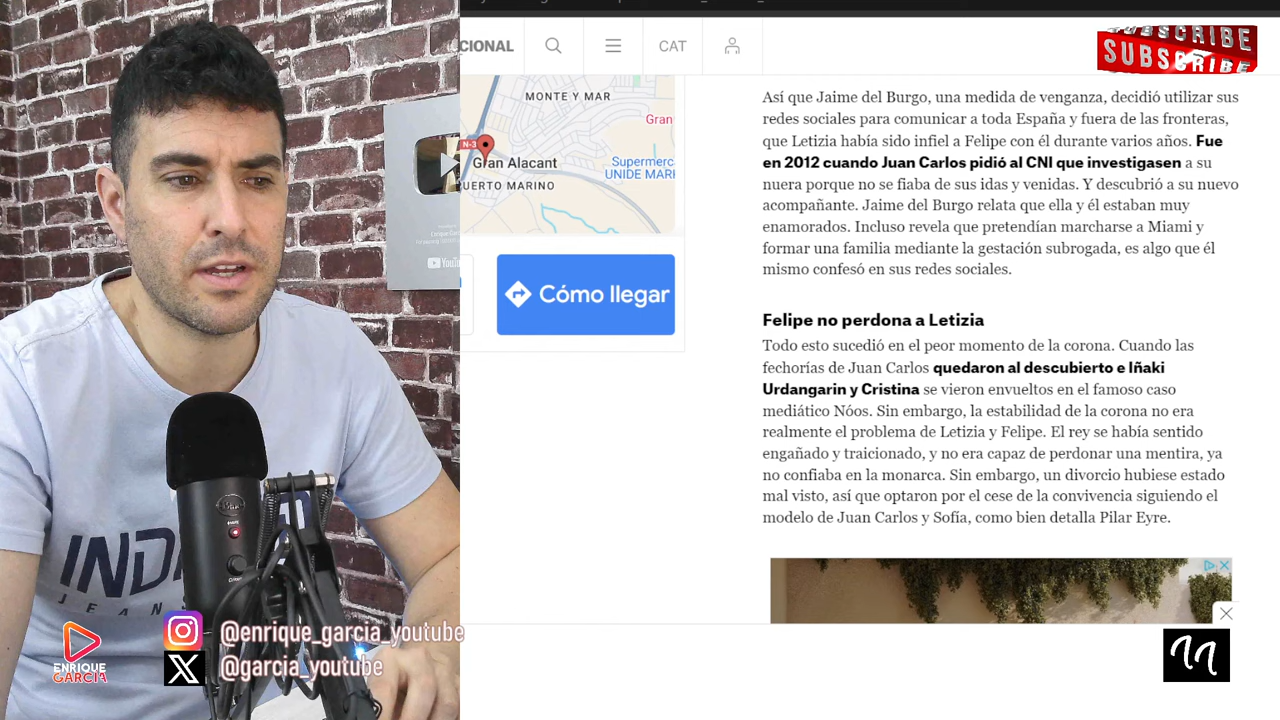 CIONAL
CAT
SUBSCRIBE
SUBSCRIBE
MONTE Y MAR
Gran
N-3
Gran Alacant
Supermerc
UNIDE MAR
UERTO MARINO
Cómo llegar
Así que Jaime del Burgo, una medida de venganza, decidió utilizar sus
redes sociales para comunicar a toda España y fuera de las fronteras,
que Letizia había sido infiel a Felipe con él durante varios años. Fue
en 2012 cuando Juan Carlos pidió al CNI que investigasen a su
nuera porque no se fiaba de sus idas y venidas. Y descubrió a su nuevo
acompañante. Jaime del Burgo relata que ella y él estaban muy
enamorados. Incluso revela que pretendían marcharse a Miami y
formar una familia mediante la gestación subrogada, es algo que él
mismo confesó en sus redes sociales.
Felipe no perdona a Letizia
Todo esto sucedió en el peor momento de la corona. Cuando las
fechorías de Juan Carlos quedaron al descubierto e Iñaki
Urdangarin y Cristina se vieron envueltos en el famoso caso
mediático Nóos. Sin embargo, la estabilidad de la corona no era
realmente el problema de Letizia y Felipe. El rey se había sentido
engañado y traicionado, y no era capaz de perdonar una mentira, ya
no confiaba en la monarca. Sin embargo, un divorcio hubiese estado
mal visto, así que optaron por el cese de la convivencia siguiendo el
modelo de Juan Carlos y Sofía, como bien detalla Pilar Eyre.
YouT
INDI
JEANS
ENRIQUE
GARCIA
@enrique_garcia_youtube
@garcia_youtube